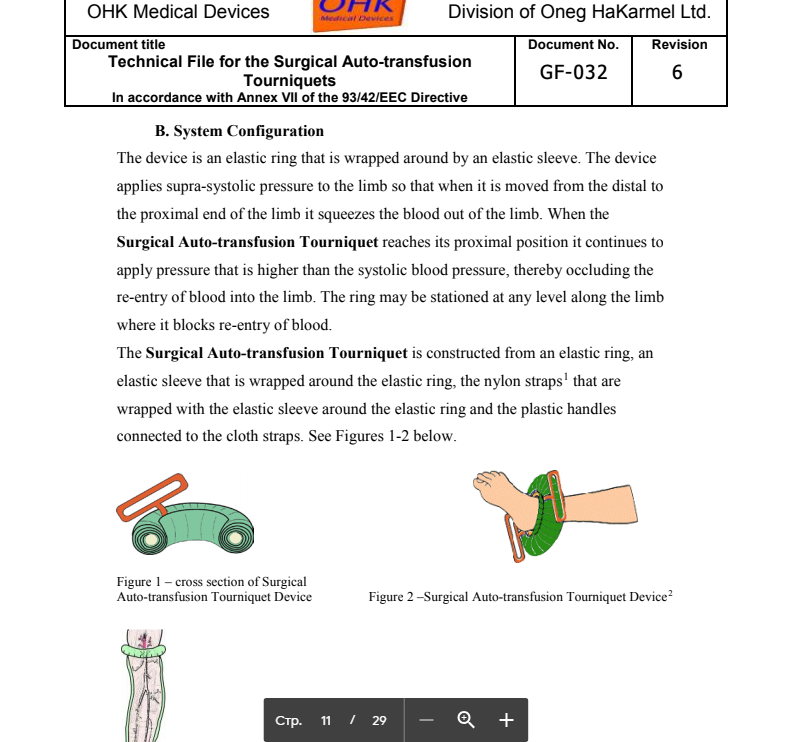 OHK Medical Devices
OHK
Medical Devices
Division of Oneg HaKarmel Ltd.
Document title
Technical File for the Surgical Auto-transfusion
Tourniquets
In accordance with Annex VII of the 93/42/EEC Directive
Document No.
GF-032
Revision
6
B. System Configuration
The device is an elastic ring that is wrapped around by an elastic sleeve. The device
applies supra-systolic pressure to the limb so that when it is moved from the distal to
the proximal end of the limb it squeezes the blood out of the limb. When the
Surgical Auto-transfusion Tourniquet reaches its proximal position it continues to
apply pressure that is higher than the systolic blood pressure, thereby occluding the
re-entry of blood into the limb. The ring may be stationed at any level along the limb
where it blocks re-entry of blood.
The Surgical Auto-transfusion Tourniquet is constructed from an elastic ring, an
elastic sleeve that is wrapped around the elastic ring, the nylon straps¹ that are
wrapped with the elastic sleeve around the elastic ring and the plastic handles
connected to the cloth straps. See Figures 1-2 below.
Figure 1 – cross section of Surgical
Auto-transfusion Tourniquet Device
Figure 2 –Surgical Auto-transfusion Tourniquet Device²
Стр. 11 / 29